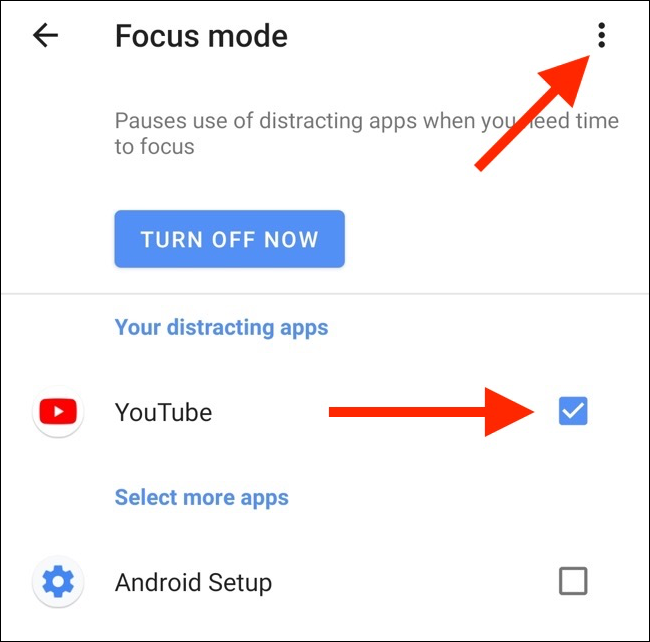 Focus mode
Pauses use of distracting apps when you need time
to focus
TURN OFF NOW
Your distracting apps
YouTube
Select more apps
Android Setup